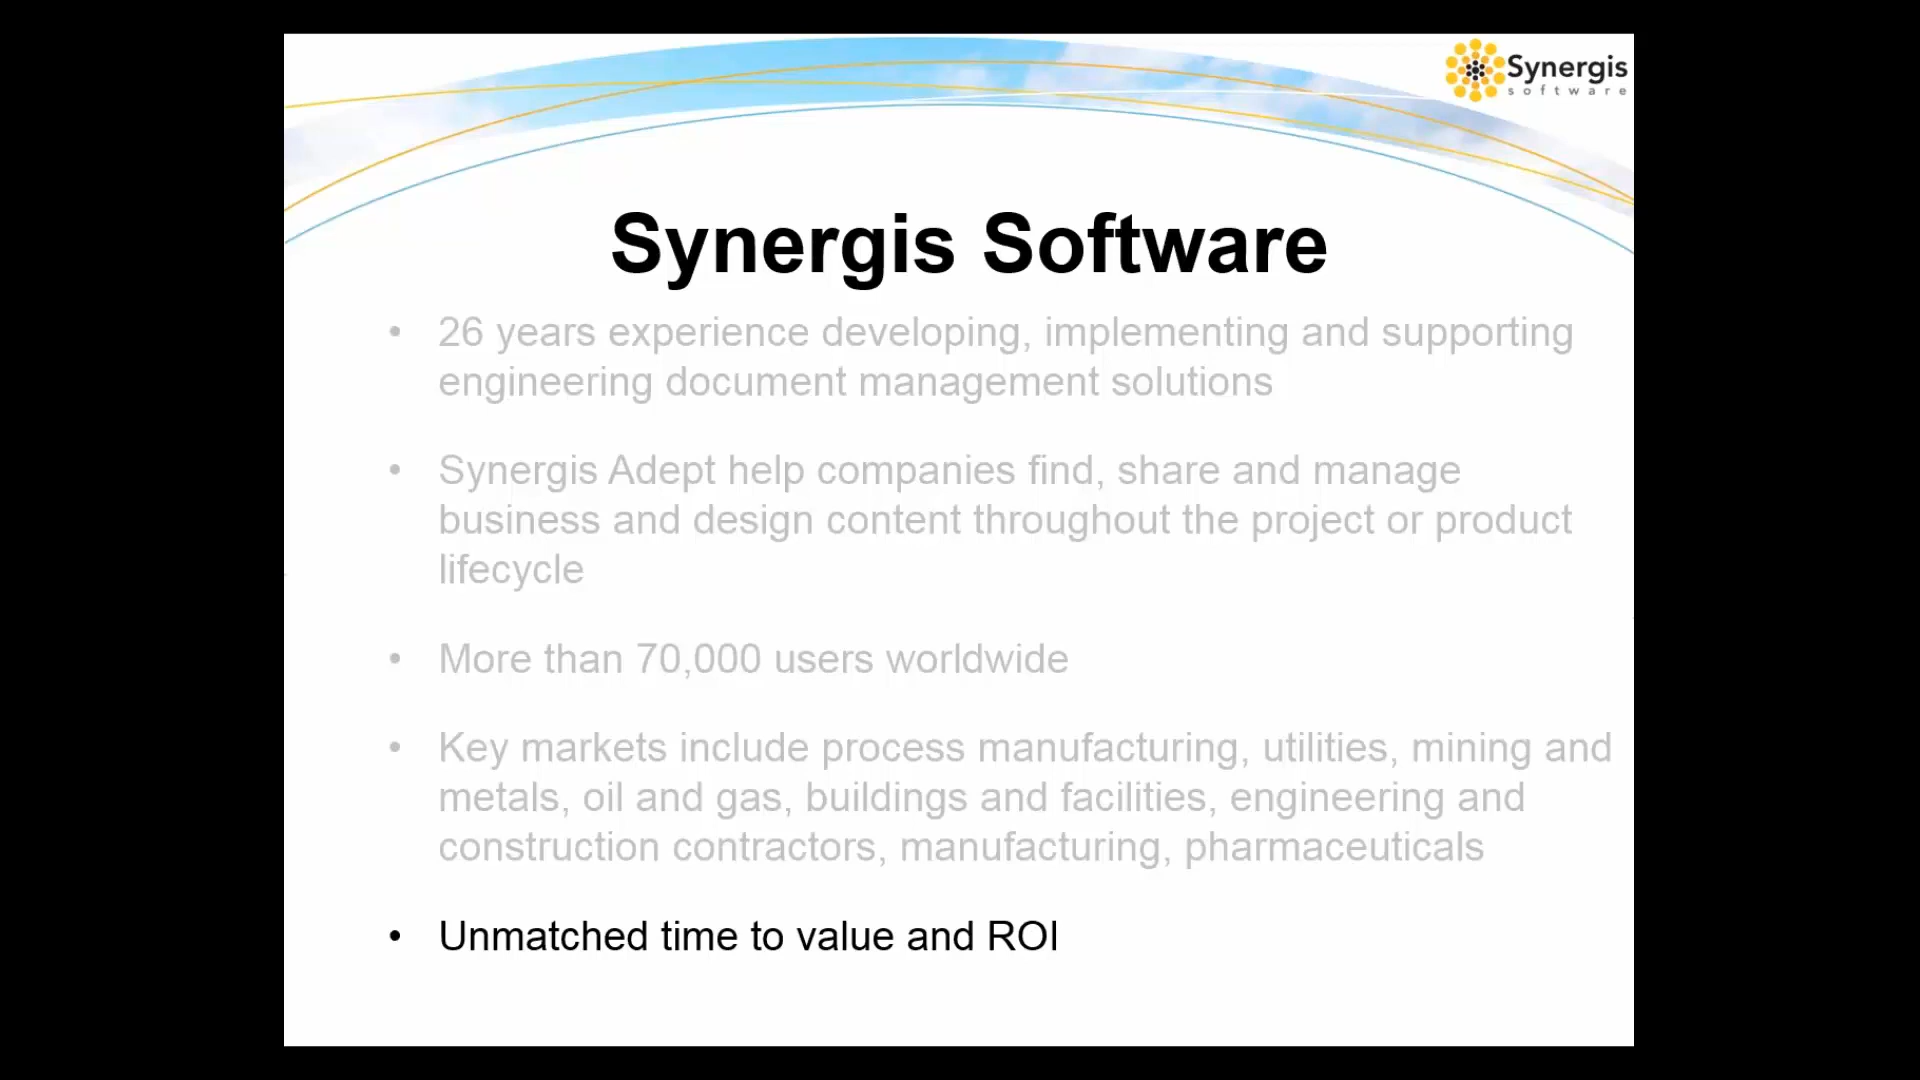 Synergis
software
Synergis Software
• 26 years experience developing, implementing and supporting
engineering document management solutions
• Synergis Adept help companies find, share and manage
business and design content throughout the project or product
lifecycle
• More than 70,000 users worldwide
• Key markets include process manufacturing, utilities, mining and
metals, oil and gas, buildings and facilities, engineering and
construction contractors, manufacturing, pharmaceuticals
• Unmatched time to value and ROI